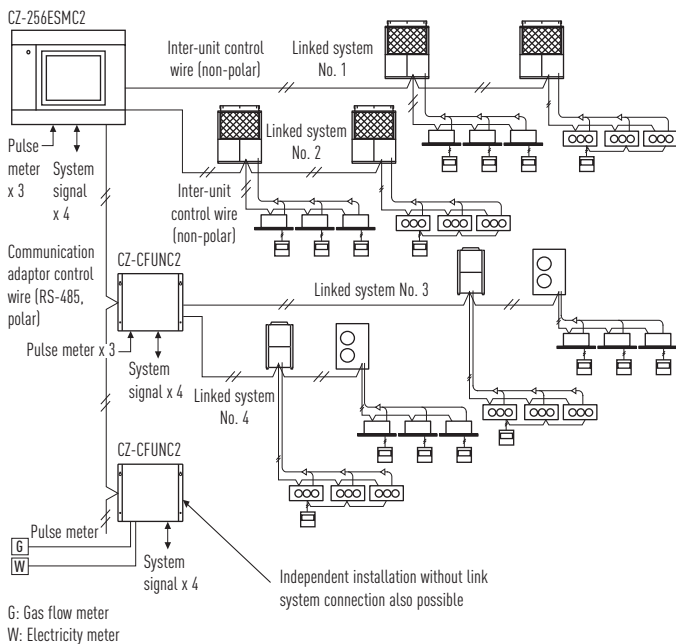 CZ-256ESMC2
Inter-unit control
wire (non-polar)
Linked system
No. 1
Pulse
meter
x 3
System
signal
x 4
Linked system
No. 2
Inter-unit
control wire
(non-polar)
Communication
adaptor control
wire (RS-485,
polar)
CZ-CFUNC2
Linked system No. 3
Pulse meter x 3
System
signal x 4
Linked system
No. 4
CZ-CFUNC2
Pulse meter
G
W
System
signal x 4
Independent installation without link
system connection also possible
G: Gas flow meter
W: Electricity meter